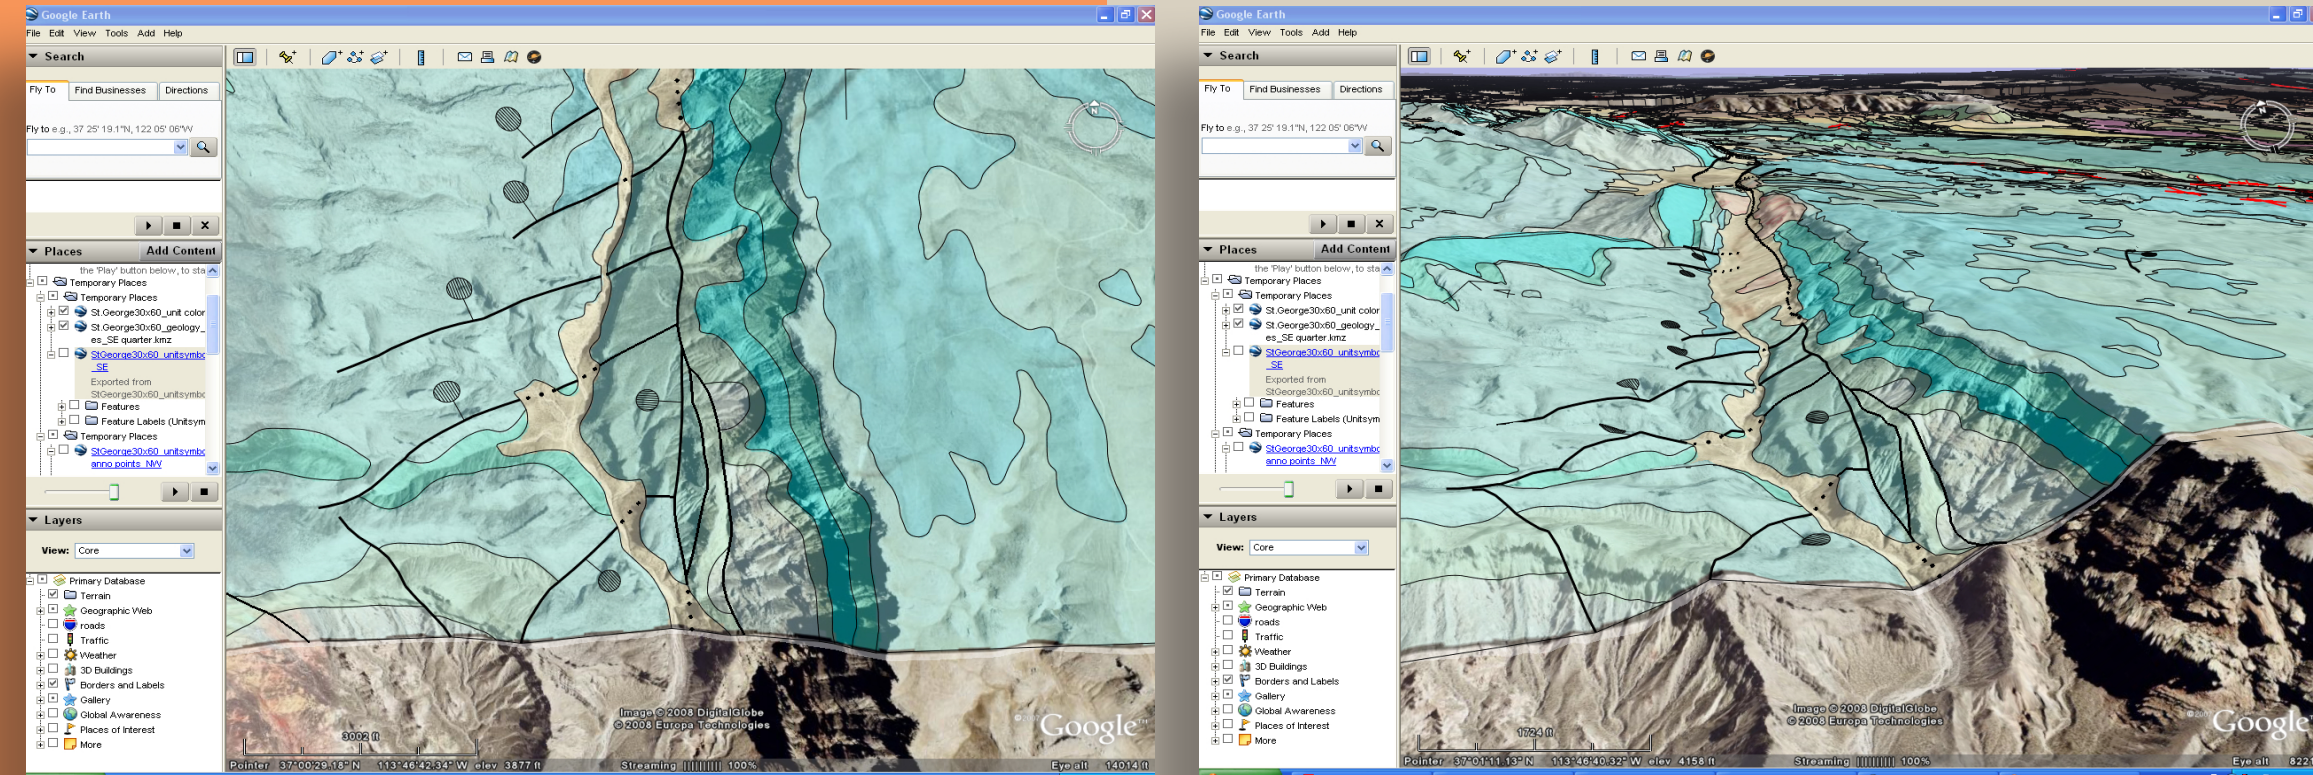 Google Earth
File Edit View Tools Add Help
Search
Fly To Find Businesses Directions
Fly to e.g., 37 25' 19.1"N, 122 05' 06"W
Places Add Content
the 'Play' button below, to sta
Temporary Places
Temporary Places
St.George30x60_unit color
St.George30x60_geology_
es_SE quarter.kmz
StGeorge30x60_unitsymbo
_SE
Exported from
StGeorge30x60_unitsymbo
Features
Feature Labels (Unitsym
Temporary Places
StGeorge30x60_unitsymbo
anno points_NW
Layers
View: Core
Primary Database
Terrain
Geographic Web
roads
Traffic
Weather
3D Buildings
Borders and Labels
Gallery
Global Awareness
Places of Interest
More
N
Image © 2008 DigitalGlobe
© 2008 Europa Technologies
Google™
3002 ft
Pointer 37°00'29.18" N 113°46'42.34" W elev 3877 ft Streaming 100% Eye alt 14014 ft
Google Earth
File Edit View Tools Add Help
Search
Fly To Find Businesses Directions
Fly to e.g., 37 25' 19.1"N, 122 05' 06"W
Places Add Content
the 'Play' button below, to sta
Temporary Places
Temporary Places
St.George30x60_unit color
St.George30x60_geology_
es_SE quarter.kmz
StGeorge30x60_unitsymbo
_SE
Exported from
StGeorge30x60_unitsymbo
Features
Feature Labels (Unitsym
Temporary Places
StGeorge30x60_unitsymbo
anno points_NW
Layers
View: Core
Primary Database
Terrain
Geographic Web
roads
Traffic
Weather
3D Buildings
Borders and Labels
Gallery
Global Awareness
Places of Interest
More
N
Image © 2008 DigitalGlobe
© 2008 Europa Technologies
Google
1724 ft
Pointer 37°01'11.13" N 113°46'40.32" W elev 4158 ft Streaming 100% Eye alt 822